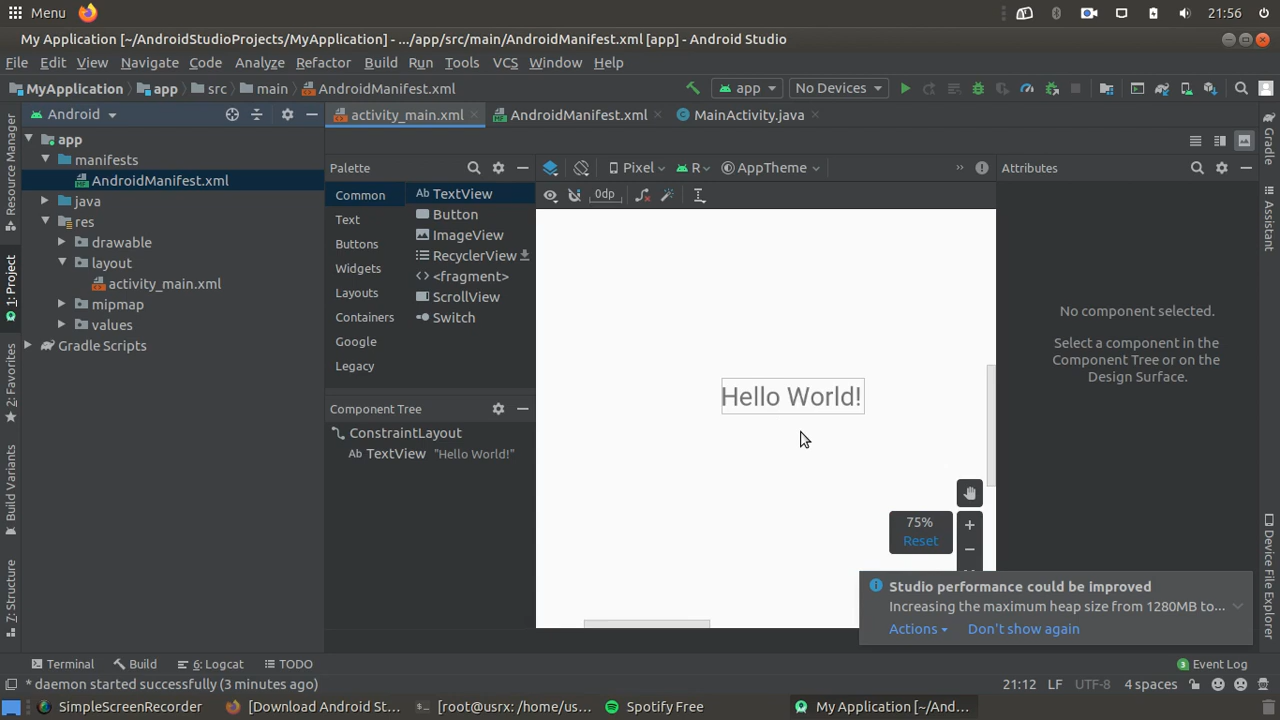 Menu
21:56
My Application [~/AndroidStudioProjects/MyApplication] - .../app/src/main/AndroidManifest.xml [app] - Android Studio
File Edit View Navigate Code Analyze Refactor Build Run Tools VCS Window Help
MyApplication app src main AndroidManifest.xml app No Devices
Android
activity_main.xml AndroidManifest.xml MainActivity.java
app
manifests
AndroidManifest.xml
java
res
drawable
layout
activity_main.xml
mipmap
values
Gradle Scripts
Resource Manager
1: Project
2: Favorites
Build Variants
7: Structure
Palette
Common
Text
Buttons
Widgets
Layouts
Containers
Google
Legacy
Ab TextView
Button
ImageView
RecyclerView
<fragment>
ScrollView
Switch
Component Tree
ConstraintLayout
Ab TextView "Hello World!"
Pixel R AppTheme »
0dp
Hello World!
75%
Reset
Attributes
No component selected.
Select a component in the
Component Tree or on the
Design Surface.
Gradle
Assistant
Device File Explorer
Studio performance could be improved
Increasing the maximum heap size from 1280MB to...
Actions Don't show again
Terminal Build 6: Logcat TODO
3 Event Log
* daemon started successfully (3 minutes ago)
21:12 LF UTF-8 4 spaces
SimpleScreenRecorder [Download Android St... [root@usrx: /home/us... Spotify Free My Application [~/And...